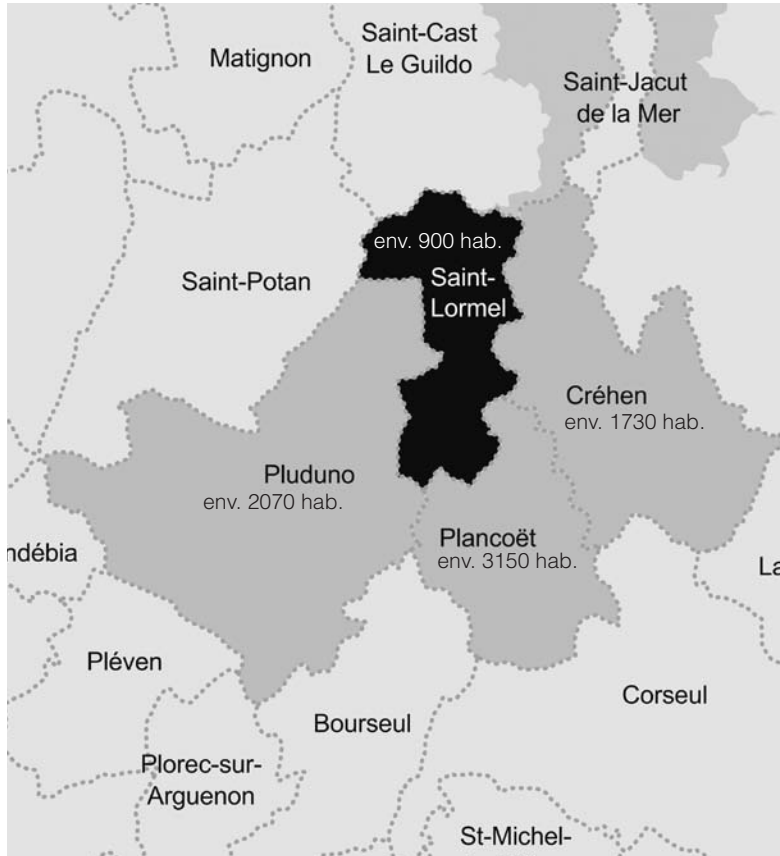 Saint-Cast
Le Guildo
Matignon
Saint-Jacut
de la Mer
env. 900 hab.
Saint-
Lormel
Saint-Potan
Créhen
env. 1730 hab.
Pluduno
env. 2070 hab.
Plancoët
env. 3150 hab.
ndébia
La
Pléven
Corseul
Bourseul
Plorec-sur-
Arguenon
St-Michel-